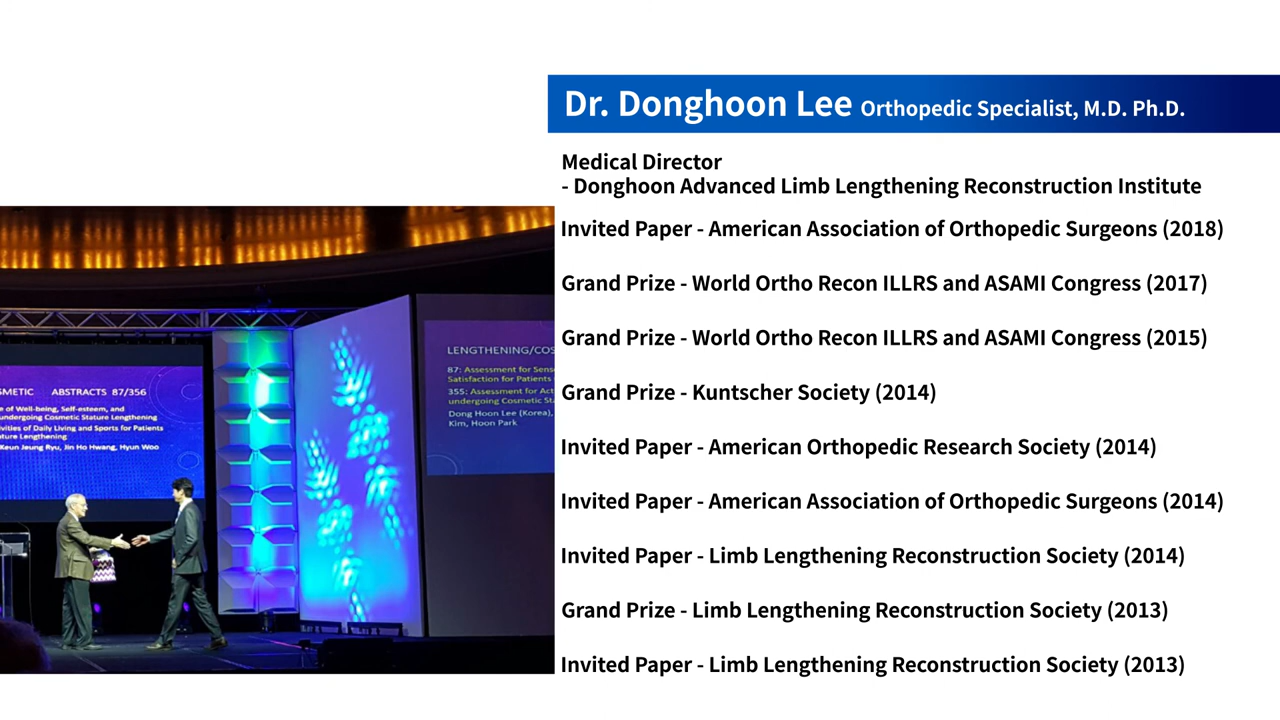 Dr. Donghoon Lee Orthopedic Specialist, M.D. Ph.D.
Medical Director
- Donghoon Advanced Limb Lengthening Reconstruction Institute
Invited Paper - American Association of Orthopedic Surgeons (2018)
Grand Prize - World Ortho Recon ILLRS and ASAMI Congress (2017)
Grand Prize - World Ortho Recon ILLRS and ASAMI Congress (2015)
Grand Prize - Kuntscher Society (2014)
Invited Paper - American Orthopedic Research Society (2014)
Invited Paper - American Association of Orthopedic Surgeons (2014)
Invited Paper - Limb Lengthening Reconstruction Society (2014)
Grand Prize - Limb Lengthening Reconstruction Society (2013)
Invited Paper - Limb Lengthening Reconstruction Society (2013)
SMETIC ABSTRACTS 87/356
e of Well-being, Self-esteem, and
undergoing Cosmetic Stature Lengthening
vities of Daily Living and Sports for Patients
ature Lengthening
Keun Jeung Ryu, Jin Ho Hwang, Hyun Woo
LENGTHENING/COS
87: Assessment for Sens
Satisfaction for Patients
355: Assessment for Act
undergoing Cosmetic St
Dong Hoon Lee (Korea),
Kim, Hoon Park